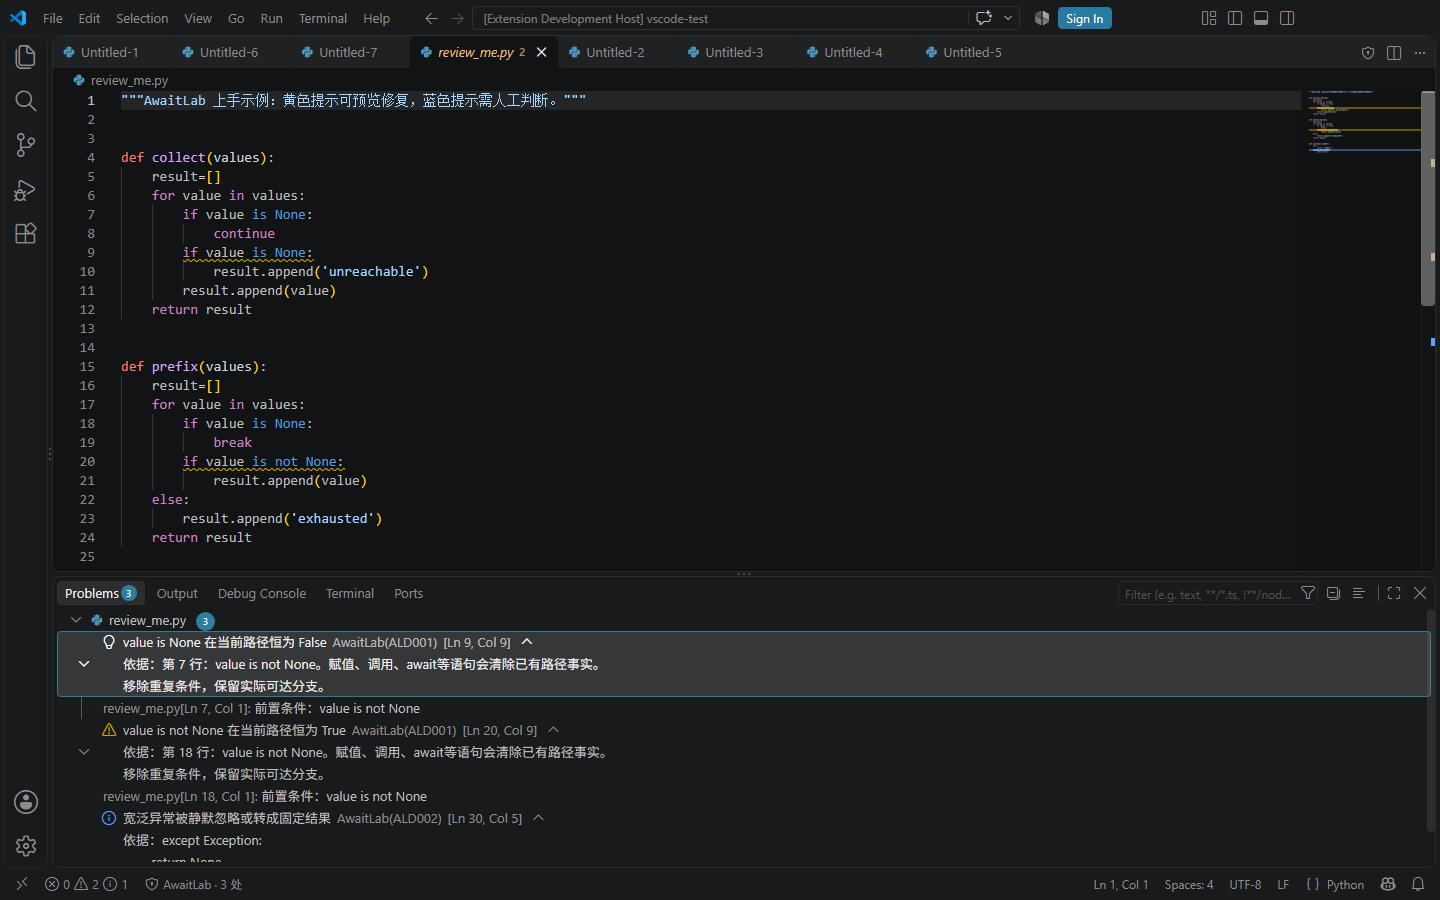 File Edit Selection View Go Run Terminal Help [Extension Development Host] vscode-test Sign In
Untitled-1 Untitled-6 Untitled-7 review_me.py 2 Untitled-2 Untitled-3 Untitled-4 Untitled-5
review_me.py
1 """AwaitLab 上手示例：黄色提示可预览修复，蓝色提示需人工判断。"""
2
3
4 def collect(values):
5     result=[]
6     for value in values:
7         if value is None:
8             continue
9         if value is None:
10             result.append('unreachable')
11         result.append(value)
12     return result
13
14
15 def prefix(values):
16     result=[]
17     for value in values:
18         if value is None:
19             break
20         if value is not None:
21             result.append(value)
22     else:
23         result.append('exhausted')
24     return result
25
Problems 3 Output Debug Console Terminal Ports Filter (e.g. text, **/*.ts, !**/nod...
review_me.py 3
value is None 在当前路径恒为 False AwaitLab(ALD001) [Ln 9, Col 9]
依据：第 7 行：value is not None。赋值、调用、await等语句会清除已有路径事实。
移除重复条件，保留实际可达分支。
review_me.py[Ln 7, Col 1]: 前置条件：value is not None
value is not None 在当前路径恒为 True AwaitLab(ALD001) [Ln 20, Col 9]
依据：第 18 行：value is not None。赋值、调用、await等语句会清除已有路径事实。
移除重复条件，保留实际可达分支。
review_me.py[Ln 18, Col 1]: 前置条件：value is not None
宽泛异常被静默忽略或转成固定结果 AwaitLab(ALD002) [Ln 30, Col 5]
依据：except Exception:
return None
0 2 1 AwaitLab · 3 处 Ln 1, Col 1 Spaces: 4 UTF-8 LF { } Python